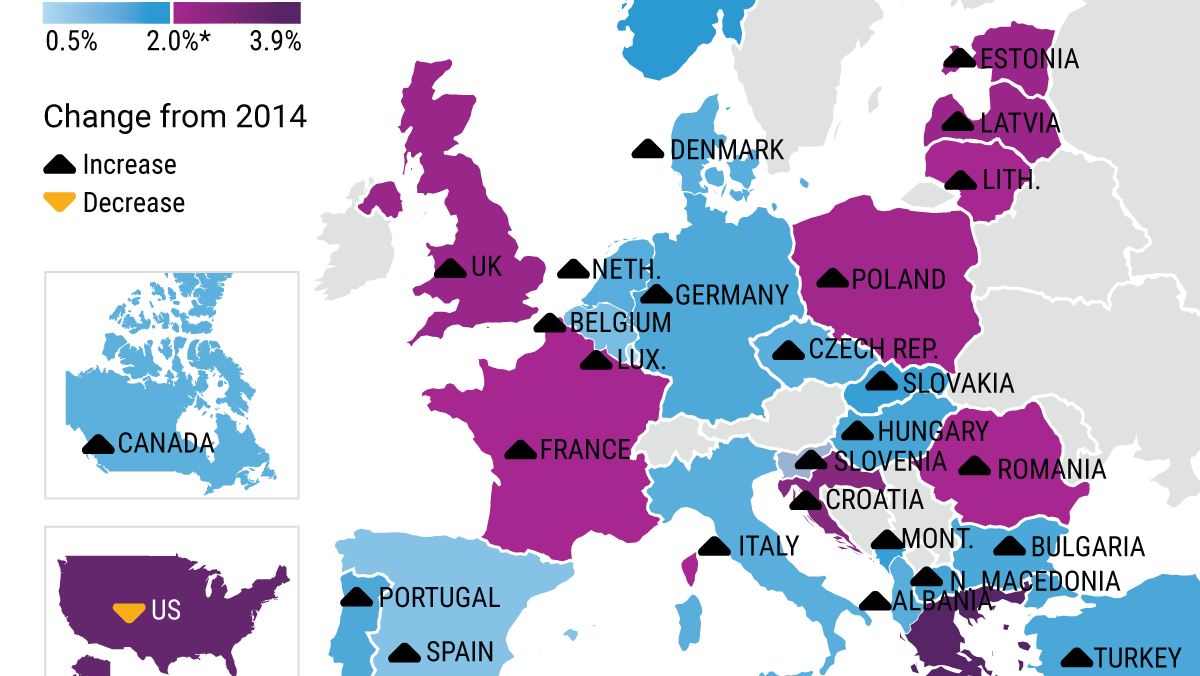 0.5% 2.0%* 3.9%
Change from 2014
Increase
Decrease
ESTONIA
LATVIA
DENMARK
LITH.
UK
NETH.
POLAND
GERMANY
BELGIUM
CZECH REP.
LUX.
SLOVAKIA
HUNGARY
CANADA
FRANCE
SLOVENIA
ROMANIA
CROATIA
MONT.
ITALY
BULGARIA
N. MACEDONIA
PORTUGAL
ALBANIA
US
SPAIN
TURKEY